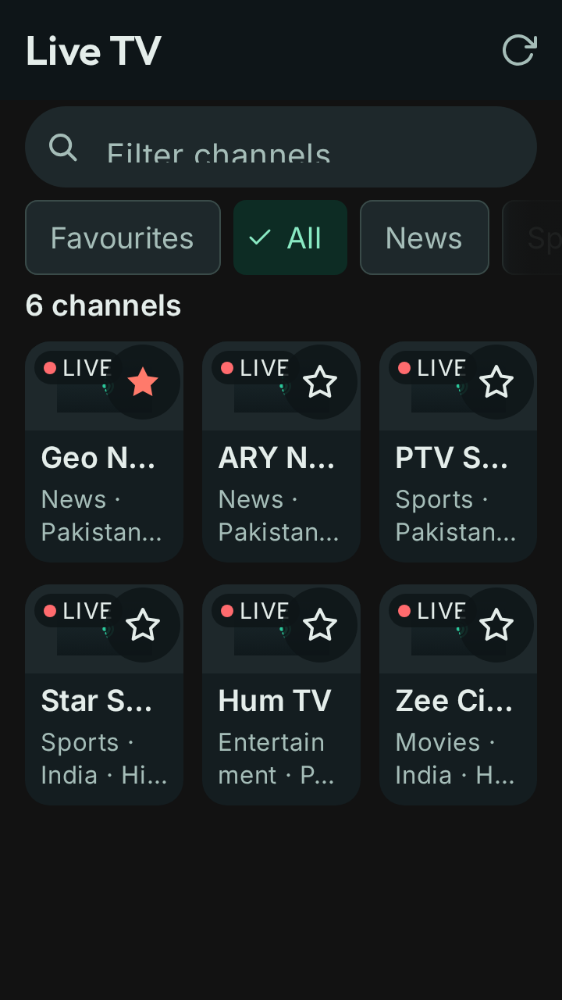 Live TV
Filter channels
Favourites
All
News
Sp
6 channels
LIVE
LIVE
LIVE
Geo N...
ARY N...
PTV S...
News ·
Pakistan...
News ·
Pakistan...
Sports ·
Pakistan...
LIVE
LIVE
LIVE
Star S...
Hum TV
Zee Ci...
Sports ·
India · Hi...
Entertain
ment · P...
Movies ·
India · H...